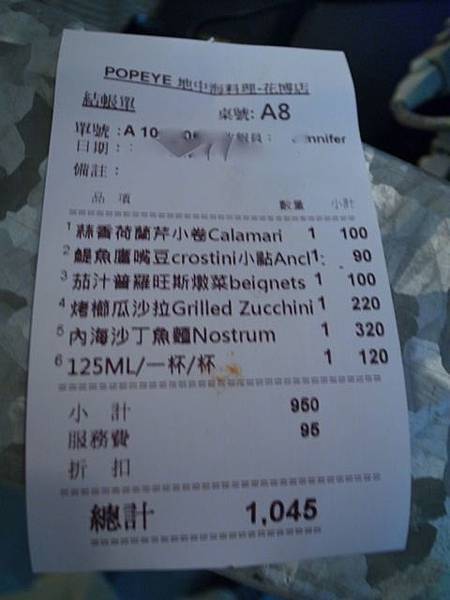 POPEYE 地中海料理-花博店
結帳單 桌號: A8
單號 :A 10
日期 :
備註 :
品 項 數量 小計
1 蒜香荷蘭芹小卷Calamari 1 100
2 鯷魚鷹嘴豆crostini小點Ancl 1 90
3 茄汁普羅旺斯燉菜beignets 1 100
4 烤櫛瓜沙拉Grilled Zucchini 1 220
5 內海沙丁魚麵Nostrum 1 320
6 125ML/一杯/杯 1 120
小 計 950
服務費 95
折 扣
總計 1,045